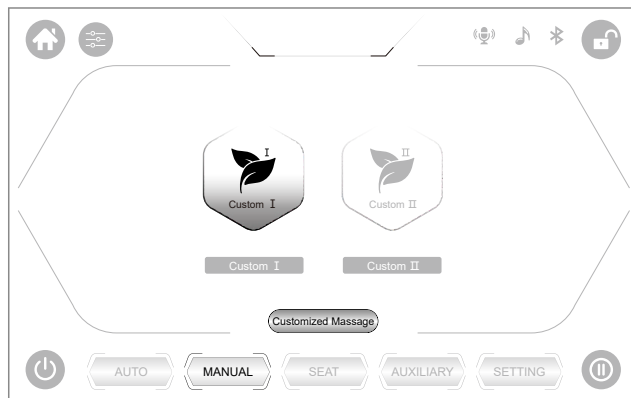 I
II
Custom I
Custom II
Custom I
Custom II
Customized Massage
AUTO
MANUAL
SEAT
AUXILIARY
SETTING